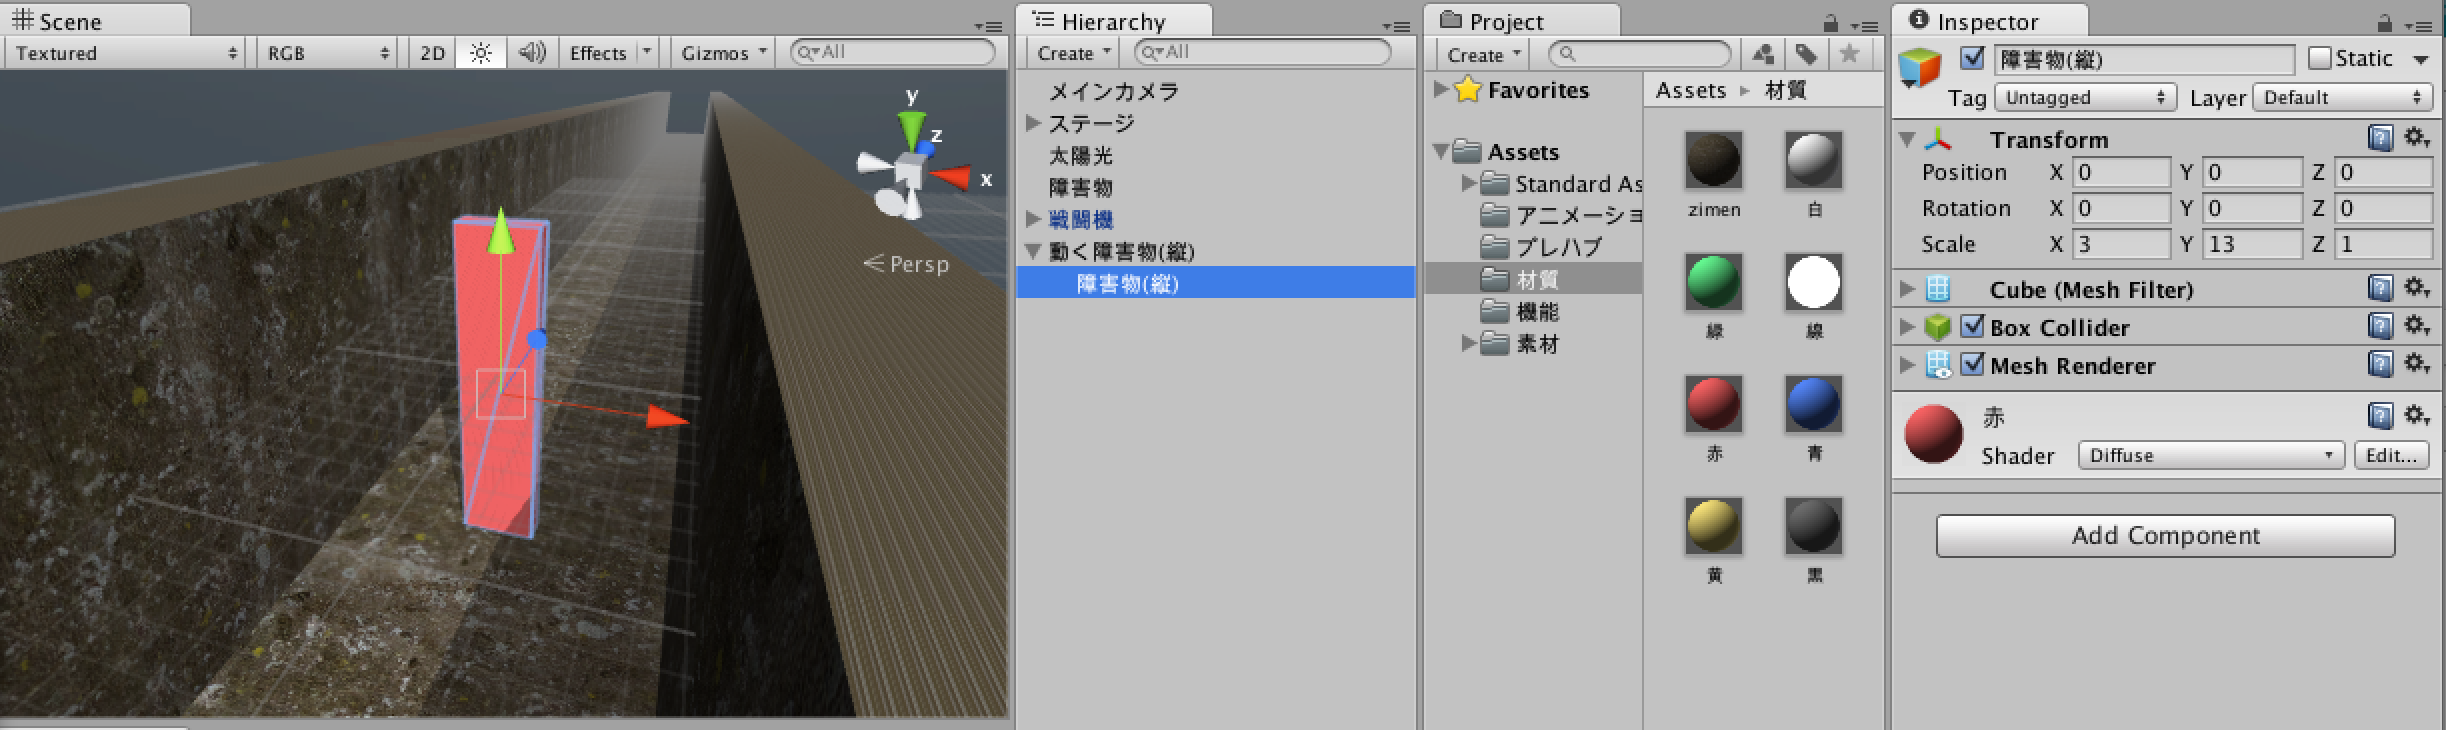 Scene
Textured
RGB
2D
Effects
Gizmos
All
y
z
x
Persp
Hierarchy
Create
All
メインカメラ
ステージ
太陽光
障害物
戦闘機
動く障害物(縦)
障害物(縦)
Project
Create
Favorites
Assets
Standard As
アニメーショ
プレハブ
材質
機能
素材
Assets ▸ 材質
zimen
白
緑
線
赤
青
黄
黒
Inspector
障害物(縦)
Static
Tag Untagged Layer Default
Transform
Position X 0 Y 0 Z 0
Rotation X 0 Y 0 Z 0
Scale X 3 Y 13 Z 1
Cube (Mesh Filter)
Box Collider
Mesh Renderer
赤
Shader Diffuse Edit...
Add Component